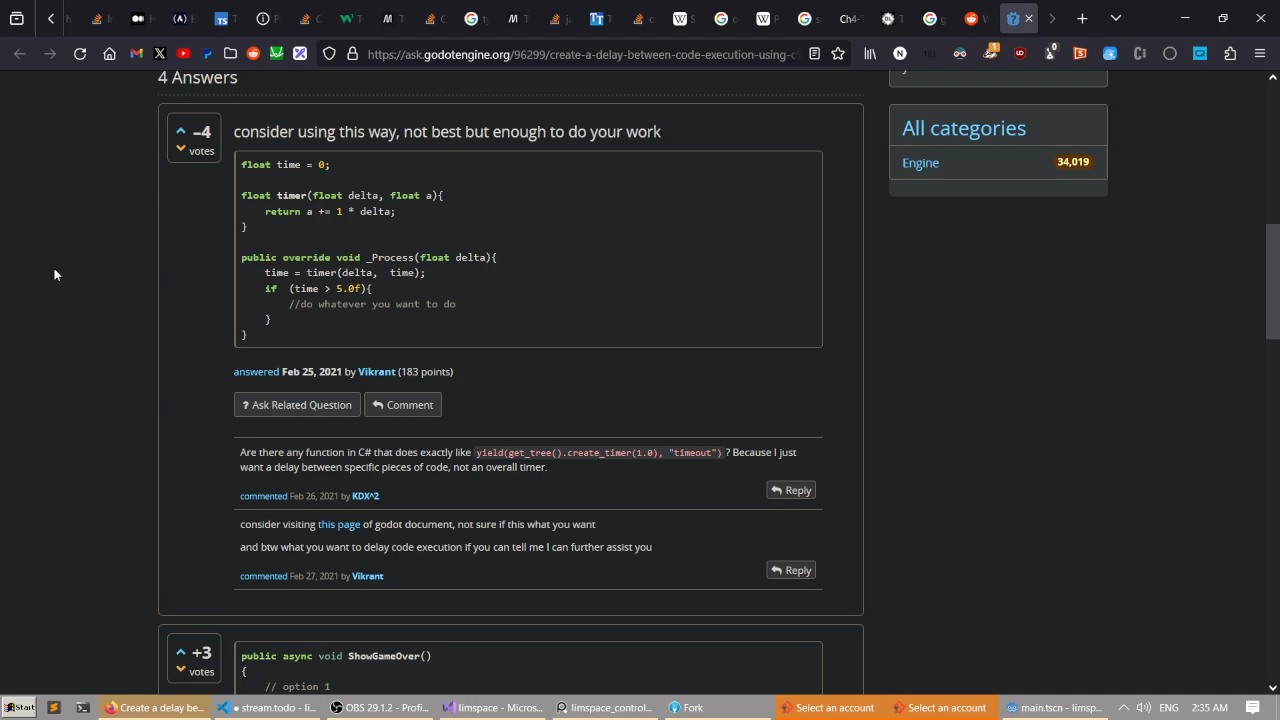 TS
T
C
W
M
T
C
t
M
ja
T
o
W
G
R
s
Ch4-
T
g
W
https://ask.godotengine.org/96299/create-a-delay-between-code-execution-using-c
0
4 Answers
–4
votes
consider using this way, not best but enough to do your work
float time = 0;
float timer(float delta, float a){
return a += 1 * delta;
}
public override void _Process(float delta){
time = timer(delta,  time);
if  (time > 5.0f){
//do whatever you want to do
}
}
answered Feb 25, 2021 by Vikrant (183 points)
? Ask Related Question
Comment
Are there any function in C# that does exactly like yield(get_tree().create_timer(1.0), "timeout") ? Because I just
want a delay between specific pieces of code, not an overall timer.
commented Feb 26, 2021 by KDX^2
Reply
consider visiting this page of godot document, not sure if this what you want
and btw what you want to delay code execution if you can tell me I can further assist you
commented Feb 27, 2021 by Vikrant
Reply
+3
votes
public async void ShowGameOver()
{
// option 1
All categories
Engine
34,019
Start
Create a delay be...
stream.todo - li...
OBS 29.1.2 - Profi...
limspace - Micros...
limspace_control...
Fork
Select an account
Select an account
main.tscn - limsp...
ENG
2:35 AM